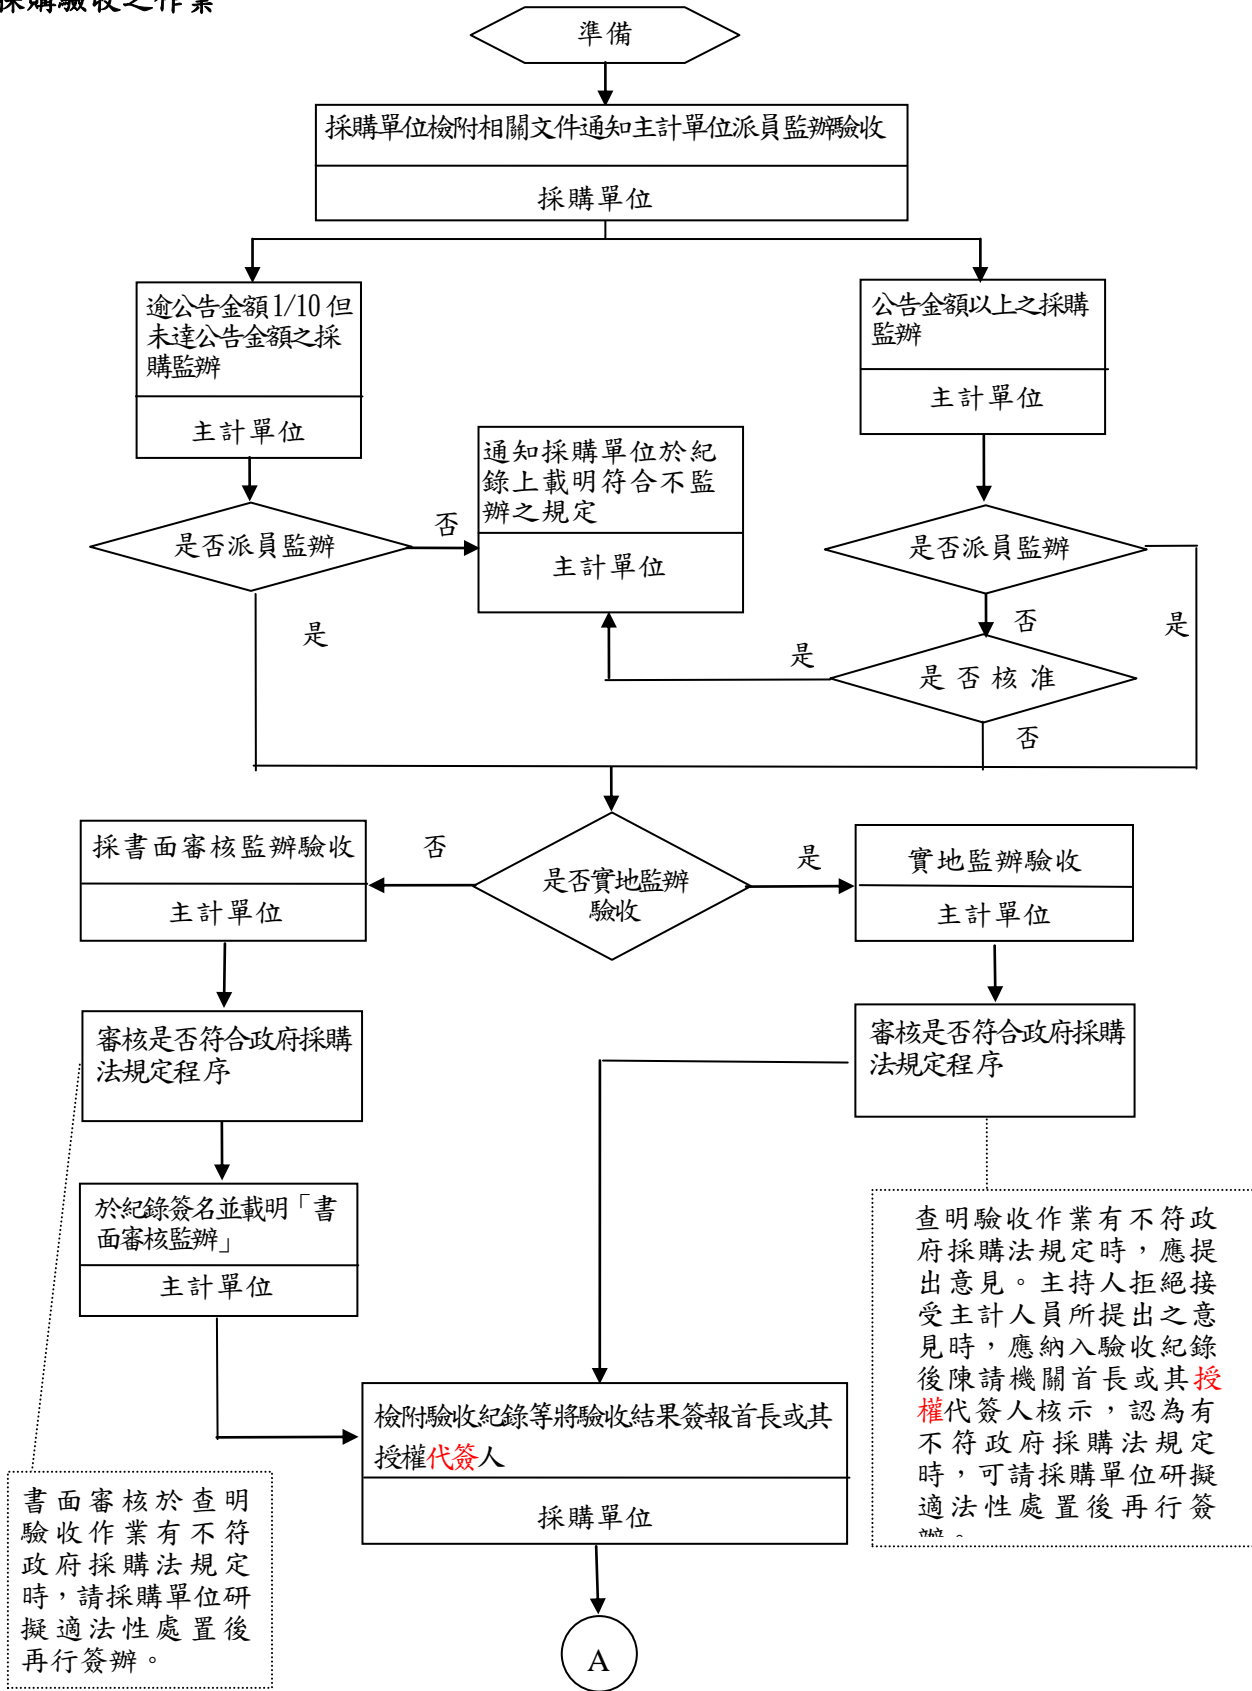 採購驗收之作業
準備
採購單位檢附相關文件通知主計單位派員監辦驗收
採購單位
逾公告金額1/10但
未達公告金額之採
購監辦
主計單位
公告金額以上之採購
監辦
主計單位
通知採購單位於紀
錄上載明符合不監
辦之規定
主計單位
是否派員監辦
否
是
是否派員監辦
否
是
是否核准
是
否
是否實地監辦
驗收
否
是
採書面審核監辦驗收
主計單位
實地監辦驗收
主計單位
審核是否符合政府採購
法規定程序
審核是否符合政府採購
法規定程序
於紀錄簽名並載明「書
面審核監辦」
主計單位
查明驗收作業有不符政
府採購法規定時，應提
出意見。主持人拒絕接
受主計人員所提出之意
見時，應納入驗收紀錄
後陳請機關首長或其授
權代簽人核示，認為有
不符政府採購法規定
時，可請採購單位研擬
適法性處置後再行簽
辦。
檢附驗收紀錄等將驗收結果簽報首長或其
授權代簽人
採購單位
書面審核於查明
驗收作業有不符
政府採購法規定
時，請採購單位研
擬適法性處置後
再行簽辦。
A